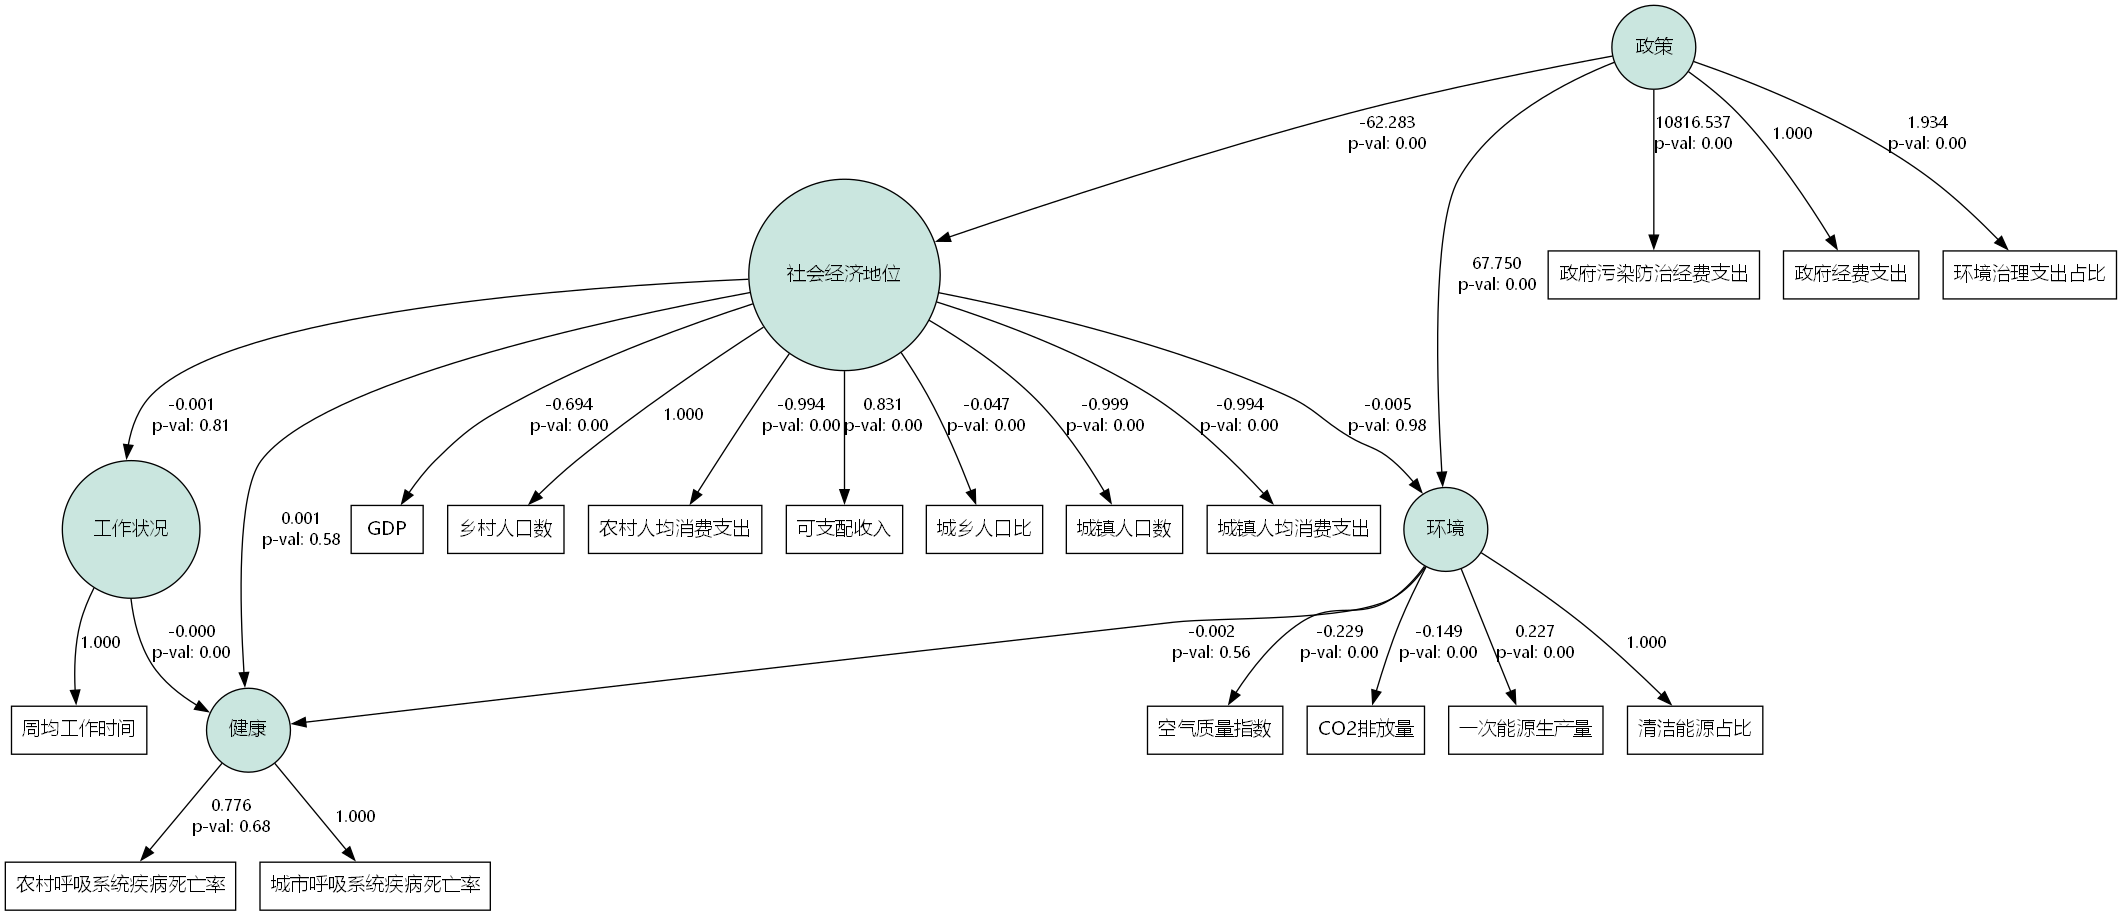 政策
-62.283
p-val: 0.00
10816.537
p-val: 0.00
1.000
1.934
p-val: 0.00
社会经济地位
67.750
p-val: 0.00
政府污染防治经费支出
政府经费支出
环境治理支出占比
-0.001
p-val: 0.81
-0.694
p-val: 0.00
1.000
-0.994
p-val: 0.00
0.831
p-val: 0.00
-0.047
p-val: 0.00
-0.999
p-val: 0.00
-0.994
p-val: 0.00
-0.005
p-val: 0.98
工作状况
0.001
p-val: 0.58
GDP
乡村人口数
农村人均消费支出
可支配收入
城乡人口比
城镇人口数
城镇人均消费支出
环境
1.000
-0.000
p-val: 0.00
-0.002
p-val: 0.56
-0.229
p-val: 0.00
-0.149
p-val: 0.00
0.227
p-val: 0.00
1.000
周均工作时间
健康
空气质量指数
CO2排放量
一次能源生产量
清洁能源占比
0.776
p-val: 0.68
1.000
农村呼吸系统疾病死亡率
城市呼吸系统疾病死亡率